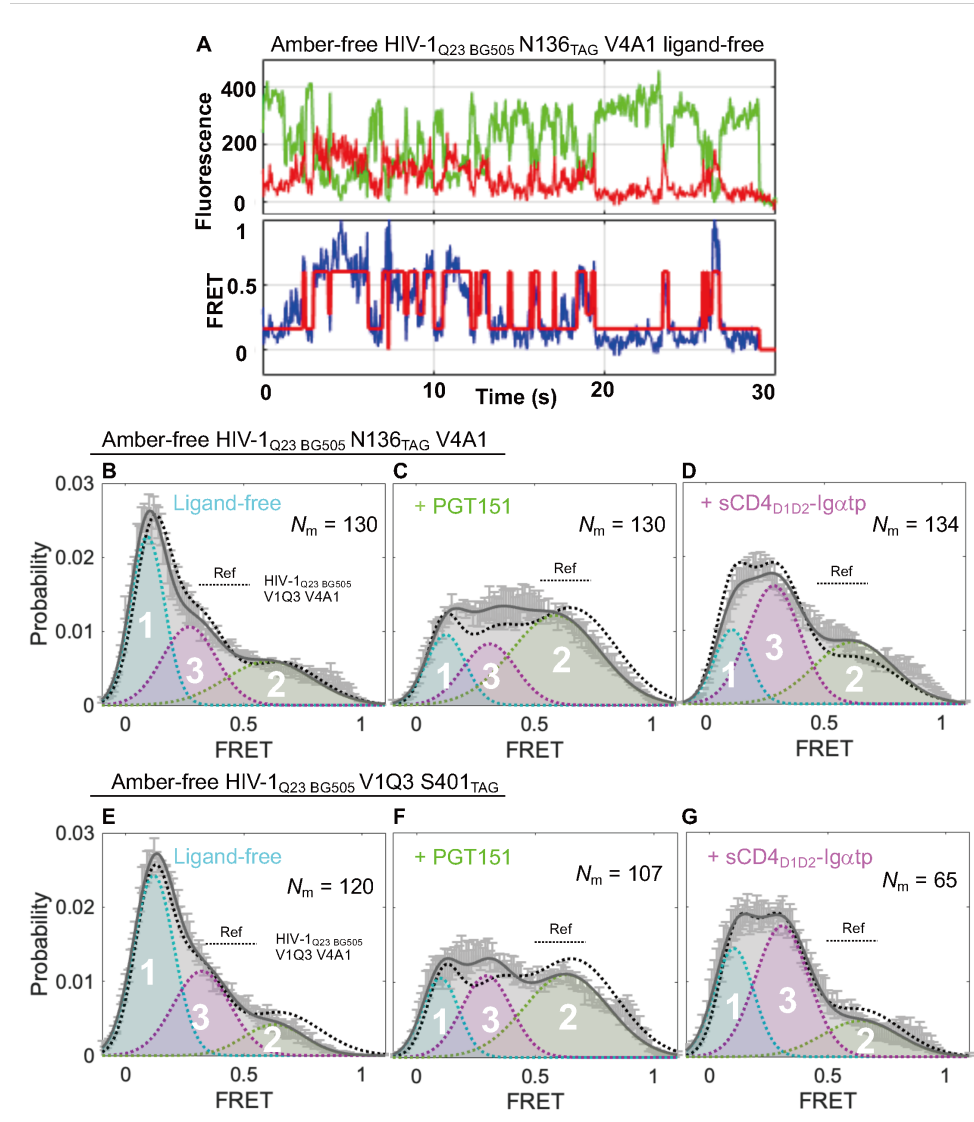 A Amber-free HIV-1Q23 BG505 N136TAG V4A1 ligand-free
Fluorescence
400
200
0
FRET
1
0.5
0
0 10 20 30
Time (s)
Amber-free HIV-1Q23 BG505 N136TAG V4A1
B C D
Probability
0.03
0.02
0.01
0
Ligand-free
Nm = 130
Ref
HIV-1Q23 BG505
V1Q3 V4A1
1
3
2
0 0.5 1
FRET
+ PGT151
Nm = 130
Ref
1
3
2
0 0.5 1
FRET
+ sCD4D1D2-Igαtp
Nm = 134
Ref
1
3
2
0 0.5 1
FRET
Amber-free HIV-1Q23 BG505 V1Q3 S401TAG
E F G
Probability
0.03
0.02
0.01
0
Ligand-free
Nm = 120
Ref
HIV-1Q23 BG505
V1Q3 V4A1
1
3
2
0 0.5 1
FRET
+ PGT151
Nm = 107
Ref
1
3
2
0 0.5 1
FRET
+ sCD4D1D2-Igαtp
Nm = 65
Ref
1
3
2
0 0.5 1
FRET